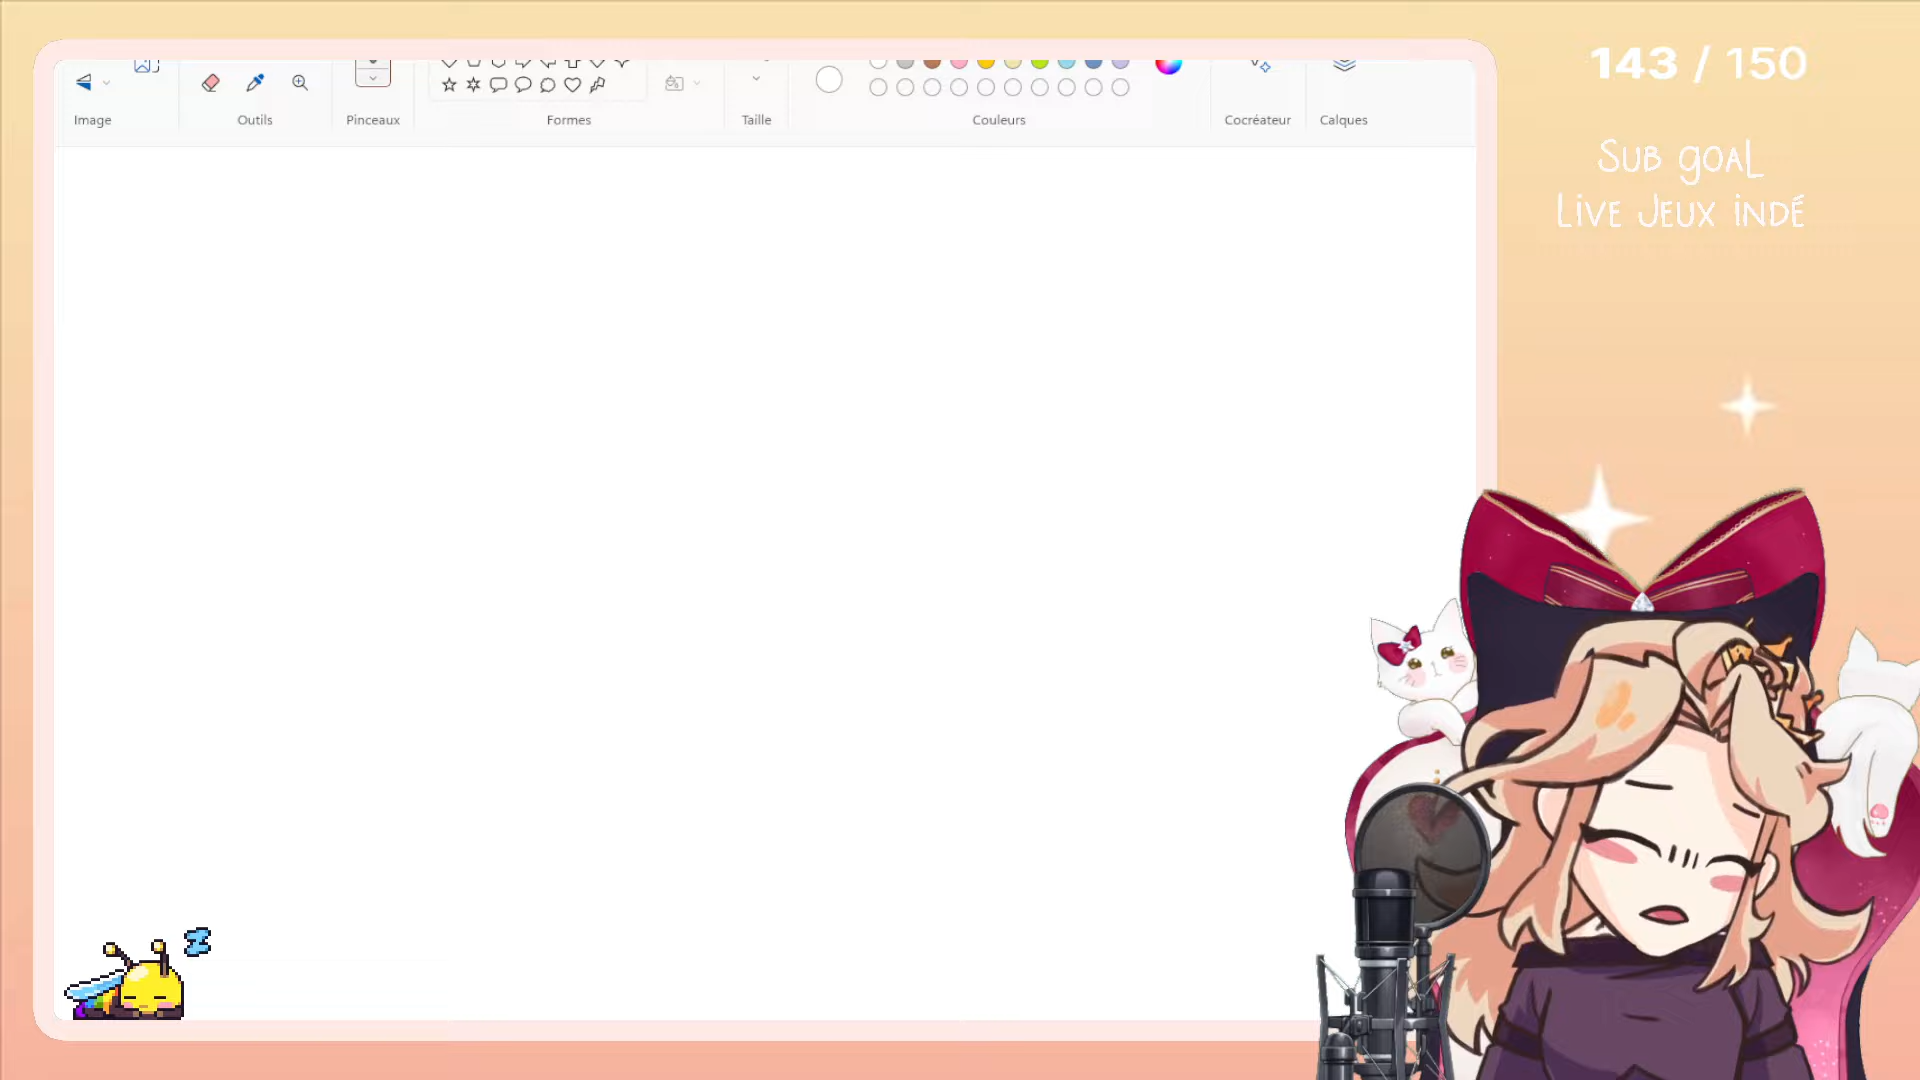 143 / 150
SUB GOAL
LIVE JEUX INDÉ
Image
Outils
Pinceaux
Formes
Taille
Couleurs
Cocréateur
Calques
Z